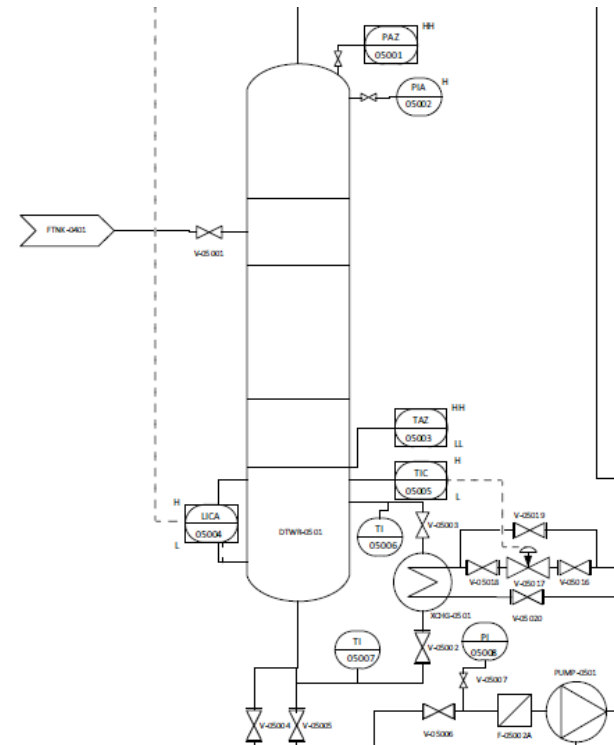 HH
PAZ
05001
H
PIA
05002
FTNK-0401
V-05001
HH
TAZ
05003
LL
H
TIC
05005
L
H
LICA
05004
L
DTWR-0501
TI
05006
V-05003
V-05019
V-05018
V-05017
V-05016
XCHG-0501
V-05020
V-05002
TI
05007
PI
05008
V-05007
PUMP-0501
V-05004
V-05005
V-05006
F-05002A